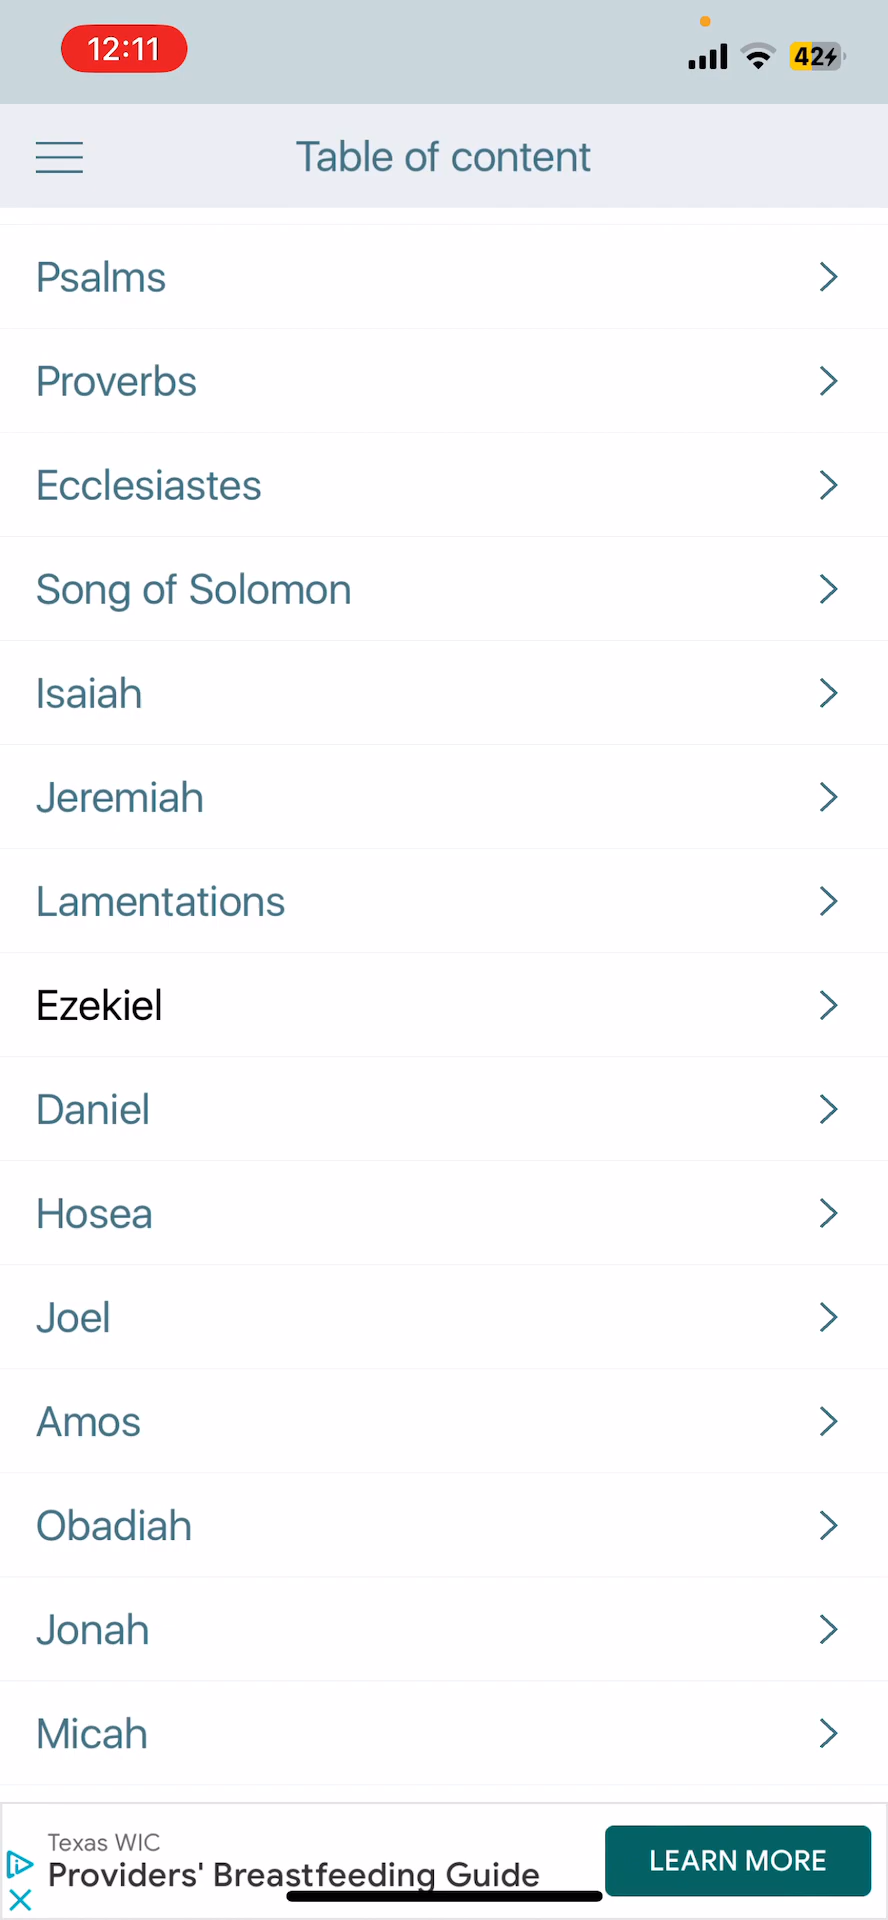 12:11
42
Table of content
Psalms
Proverbs
Ecclesiastes
Song of Solomon
Isaiah
Jeremiah
Lamentations
Ezekiel
Daniel
Hosea
Joel
Amos
Obadiah
Jonah
Micah
Texas WIC
Providers' Breastfeeding Guide
LEARN MORE